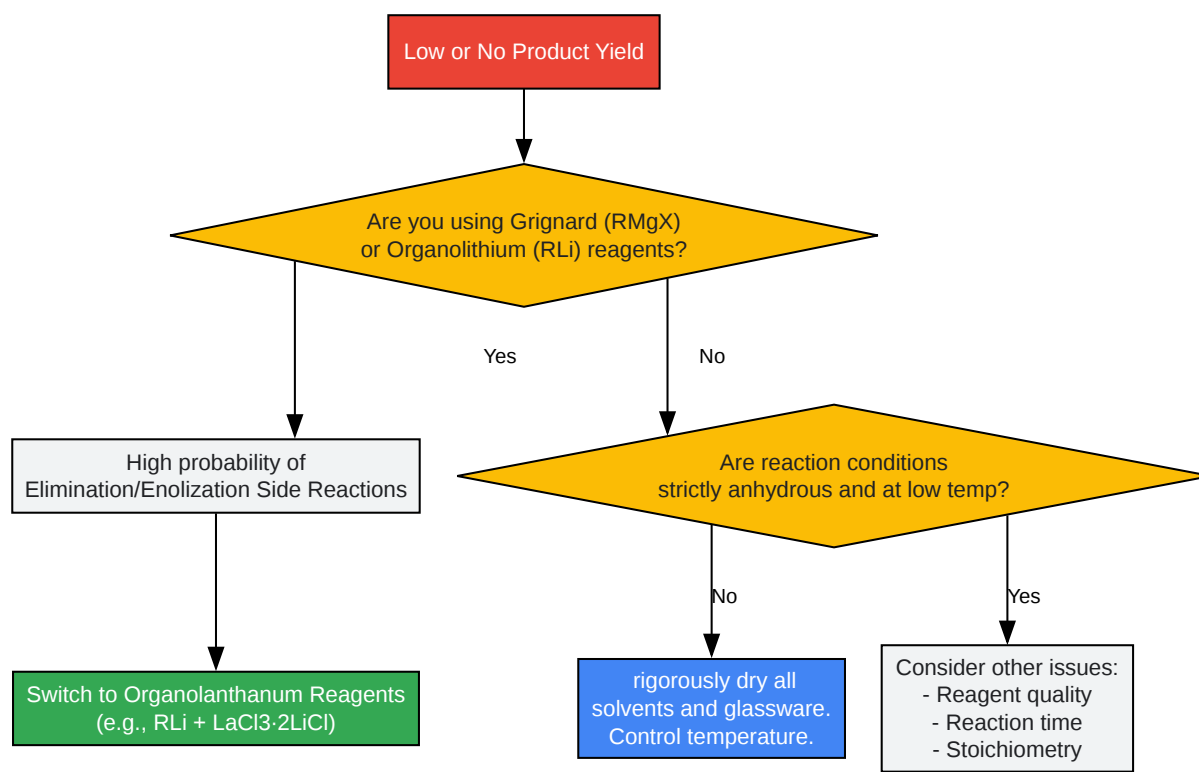 Low or No Product Yield
Are you using Grignard (RMgX)
or Organolithium (RLi) reagents?
Yes
No
High probability of
Elimination/Enolization Side Reactions
Are reaction conditions
strictly anhydrous and at low temp?
No
Yes
Switch to Organolanthanum Reagents
(e.g., RLi + LaCl3·2LiCl)
rigorously dry all
solvents and glassware.
Control temperature.
Consider other issues:
- Reagent quality
- Reaction time
- Stoichiometry